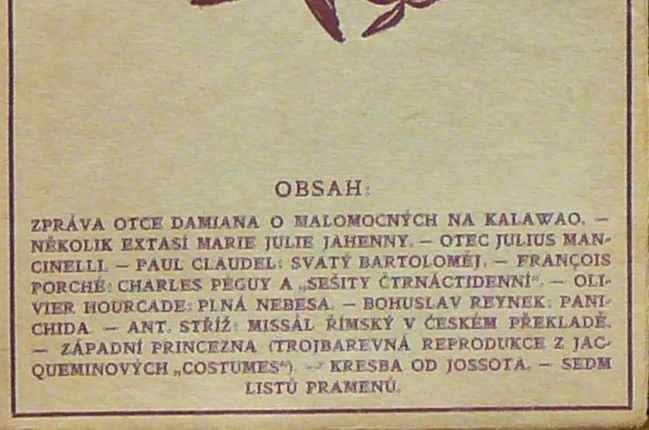 OBSAH:
ZPRÁVA OTCE DAMIANA O MALOMOCNÝCH NA KALAWAO. —
NĚKOLIK EXTASÍ MARIE JULIE JAHENNY. — OTEC JULIUS MAN-
CINELLI. — PAUL CLAUDEL: SVATÝ BARTOLOMĚJ. — FRANÇOIS
PORCHÉ: CHARLES PÉGUY A „SEŠITY ČTRNÁCTIDENNÍ“. — OLI-
VIER HOURCADE: PLNÁ NEBESA. — BOHUSLAV REYNEK: PANI-
CHIDA. — ANT. STŘÍŽ: MISSÁL ŘÍMSKÝ V ČESKÉM PŘEKLADĚ.
— ZÁPADNÍ PRINCEZNA (TROJBAREVNÁ REPRODUKCE Z JAC-
QUEMINOVÝCH „COSTUMES“). — KRESBA OD JOSSOTA. — SEDM
LISTŮ PRAMENŮ.